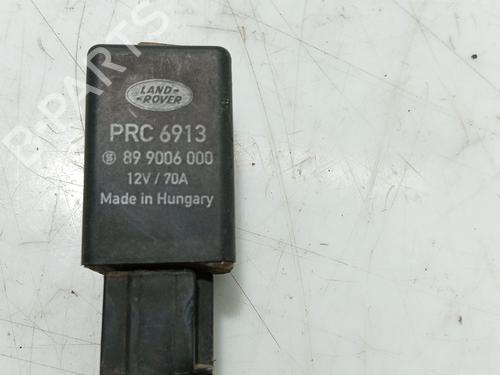 B-PARTS
LAND-
-ROVER
PRC 6913
89 9006 000
12V / 70A
Made in Hungary